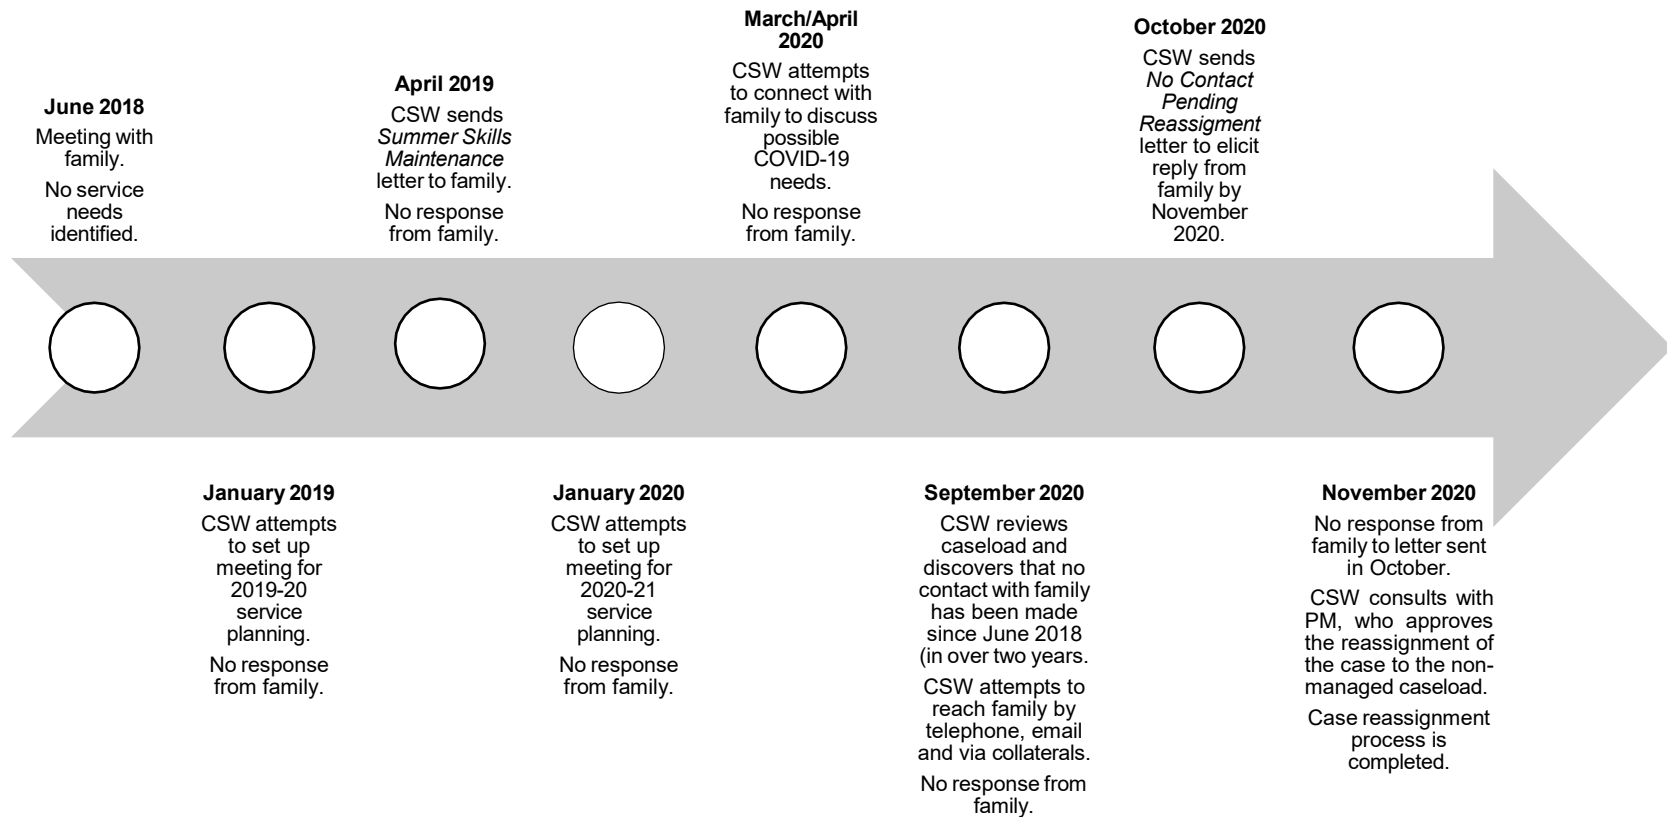 June 2018
Meeting with
family.
No service
needs
identified.
January 2019
CSW attempts
to set up
meeting for
2019-20
service
planning.
No response
from family.
April 2019
CSW sends
Summer Skills
Maintenance
letter to family.
No response
from family.
January 2020
CSW attempts
to set up
meeting for
2020-21
service
planning.
No response
from family.
March/April
2020
CSW attempts
to connect with
family to discuss
possible
COVID-19
needs.
No response
from family.
September 2020
CSW reviews
caseload and
discovers that no
contact with family
has been made
since June 2018
(in over two years.
CSW attempts to
reach family by
telephone, email
and via collaterals.
No response from
family.
October 2020
CSW sends
No Contact
Pending
Reassigment
letter to elicit
reply from
family by
November
2020.
November 2020
No response from
family to letter sent
in October.
CSW consults with
PM, who approves
the reassignment of
the case to the non-
managed caseload.
Case reassignment
process is
completed.